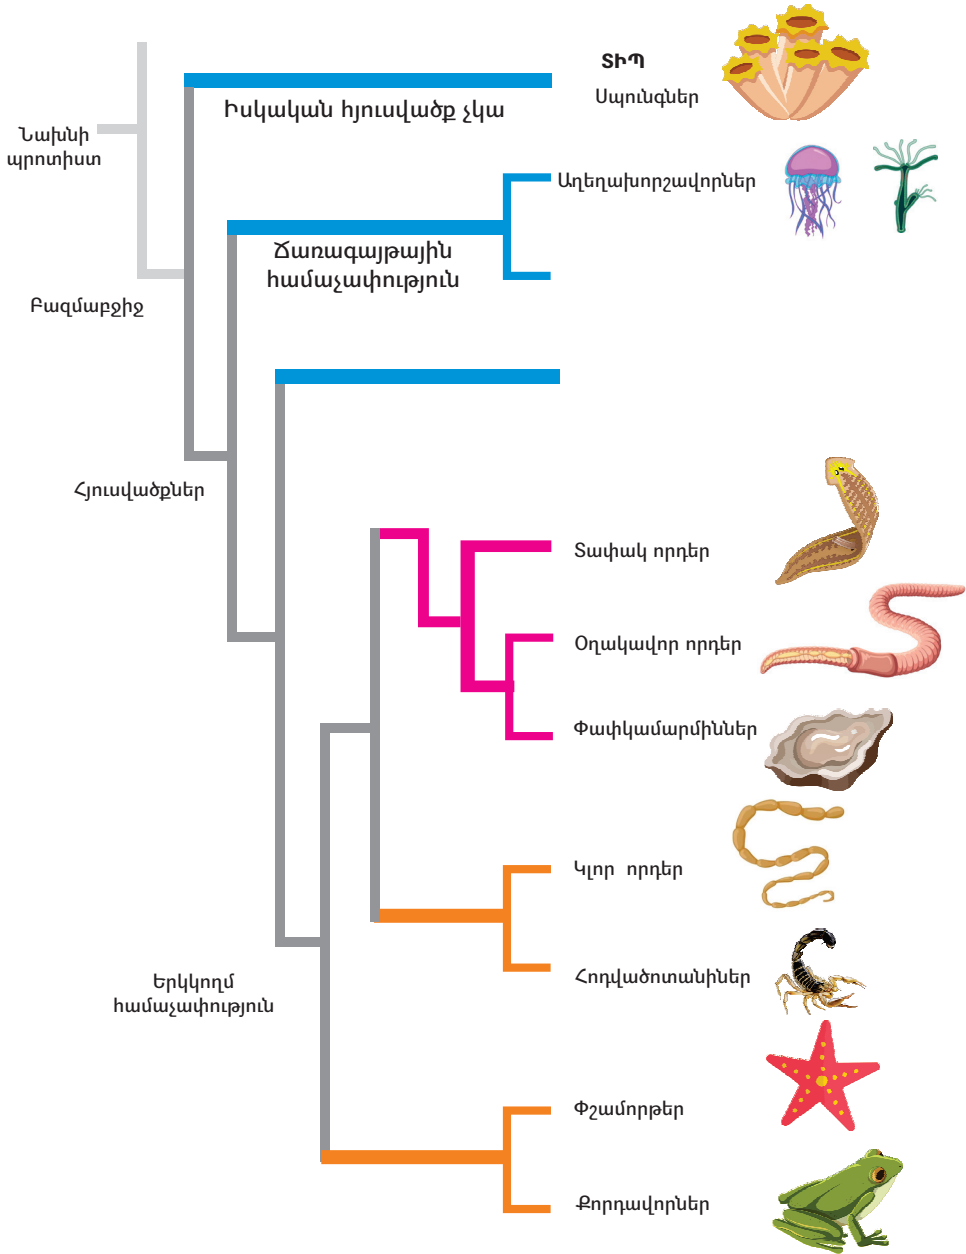 ՏԻՊ
Սպունգներ
Իսկական հյուսվածք չկա
Նախնի
պրոտիստ
Աղեղախորշավորներ
Ճառագայթային
համաչափություն
Բազմաբջիջ
Հյուսվածքներ
Տափակ որդեր
Օղակավոր որդեր
Փափկամարմիններ
Կլոր որդեր
Հոդվածոտանիներ
Երկկողմ
համաչափություն
Փշամորթեր
Քորդավորներ